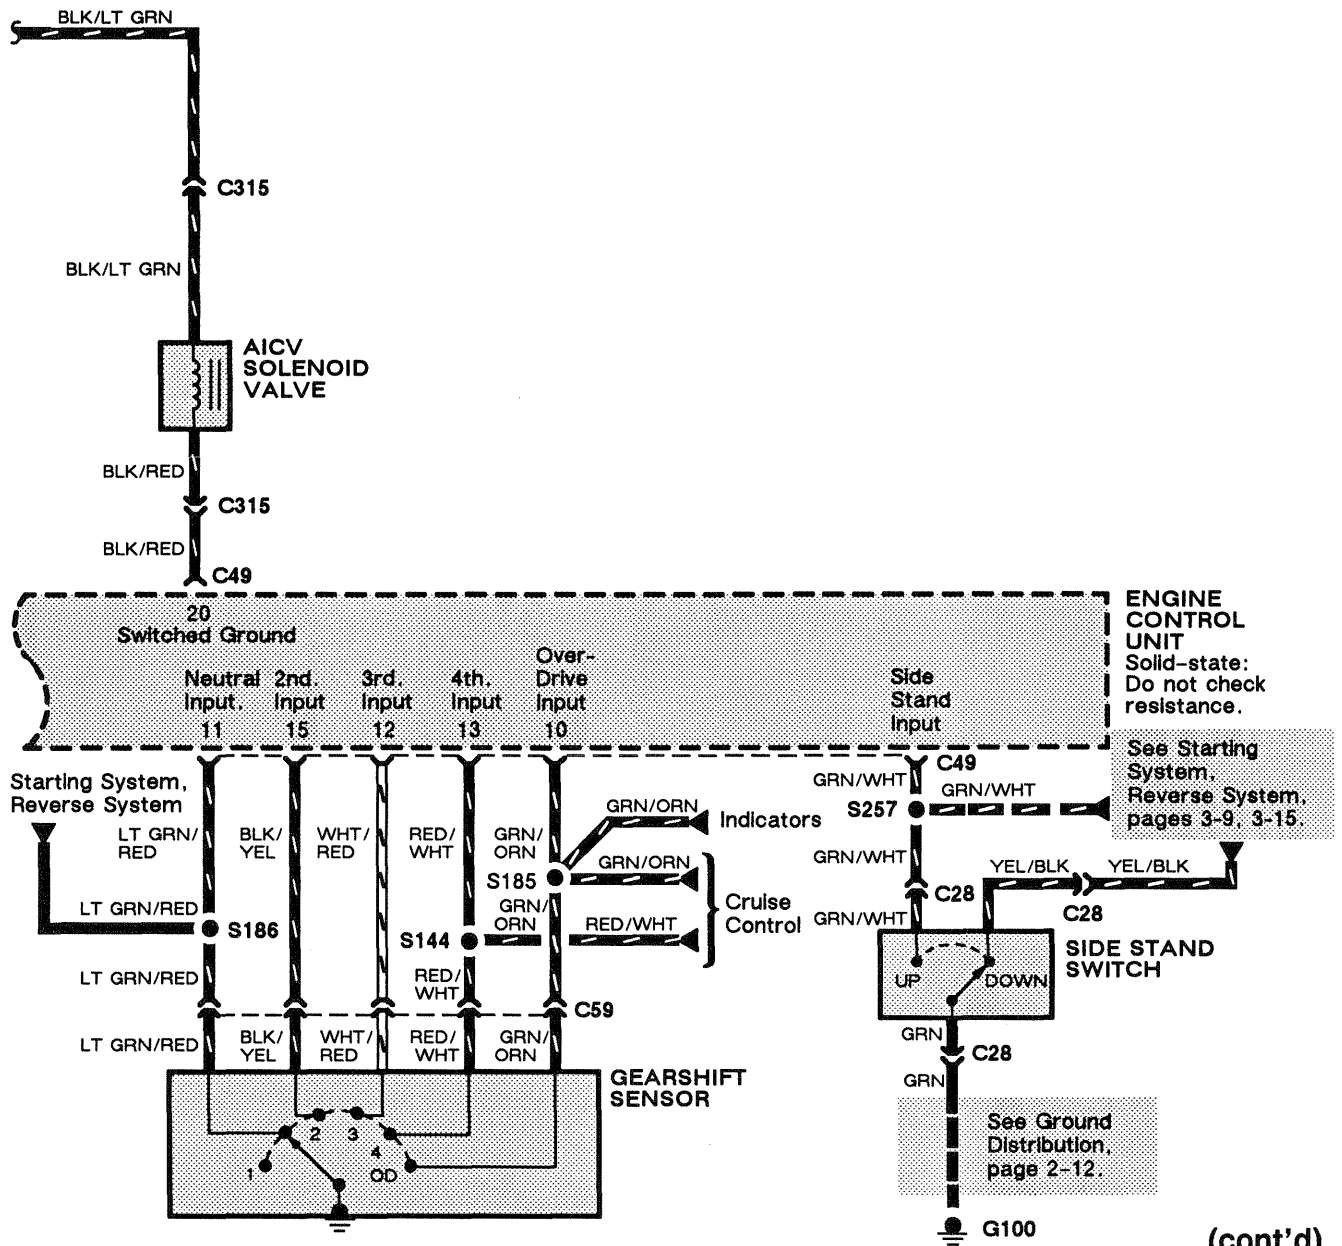 BLK/LT GRN
C315
BLK/LT GRN
AICV
SOLENOID
VALVE
BLK/RED
C315
BLK/RED
C49
20
Switched Ground
Neutral
Input.
11
2nd.
Input
15
3rd.
Input
12
4th.
Input
13
Over-
Drive
Input
10
Side
Stand
Input
ENGINE
CONTROL
UNIT
Solid-state:
Do not check
resistance.
C49
See Starting
System,
Reverse System,
pages 3-9, 3-15.
Starting System,
Reverse System
LT GRN/
RED
BLK/
YEL
WHT/
RED
RED/
WHT
GRN/
ORN
GRN/ORN
Indicators
GRN/WHT
GRN/WHT
S257
GRN/ORN
S185
GRN/WHT
YEL/BLK
YEL/BLK
LT GRN/RED
S186
GRN/
ORN
S144
RED/WHT
Cruise
Control
GRN/WHT
C28
C28
SIDE STAND
SWITCH
UP
DOWN
LT GRN/RED
RED/
WHT
C59
LT GRN/RED
BLK/
YEL
WHT/
RED
RED/
WHT
GRN/
ORN
GRN
C28
GRN
GEARSHIFT
SENSOR
1
2
3
4
OD
See Ground
Distribution,
page 2-12.
G100
(cont'd)